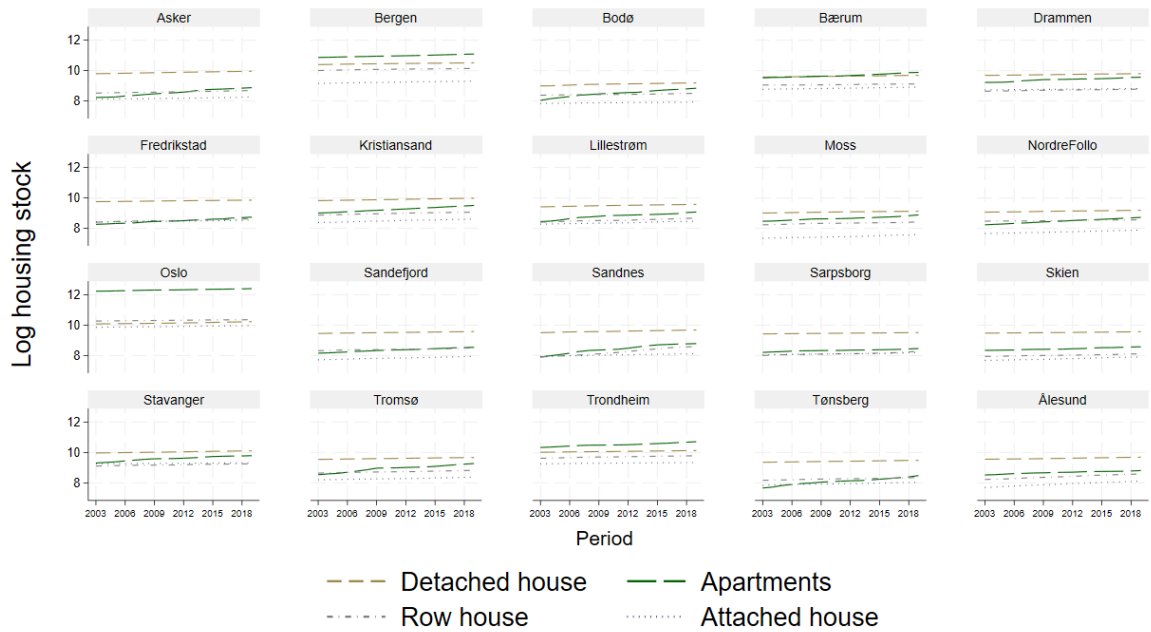 Asker Bergen Bodø Bærum Drammen
12
10
8
Fredrikstad Kristiansand Lillestrøm Moss NordreFollo
12
10
8
Oslo Sandefjord Sandnes Sarpsborg Skien
12
10
8
Stavanger Tromsø Trondheim Tønsberg Ålesund
12
10
8
2003 2006 2009 2012 2015 2018 2003 2006 2009 2012 2015 2018 2003 2006 2009 2012 2015 2018 2003 2006 2009 2012 2015 2018 2003 2006 2009 2012 2015 2018
Log housing stock
Period
Detached house Apartments
Row house Attached house